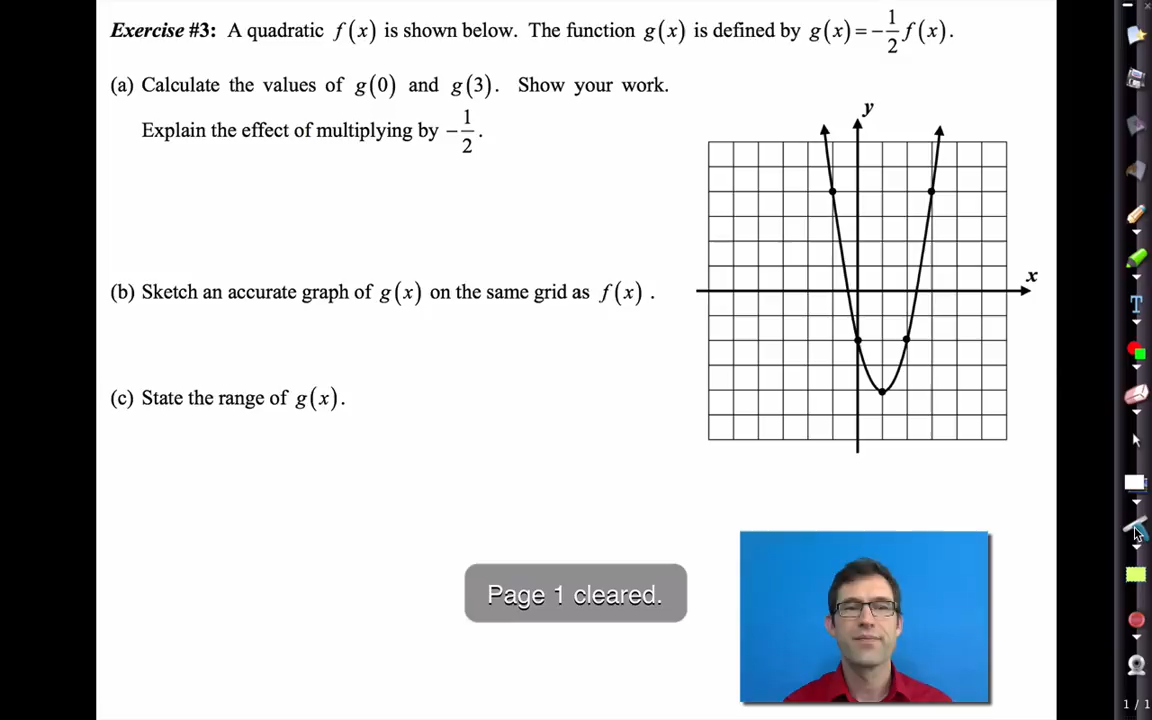 Exercise #3: A quadratic f(x) is shown below. The function g(x) is defined by g(x)=-1/2 f(x).
(a) Calculate the values of g(0) and g(3). Show your work.
Explain the effect of multiplying by -1/2.
y
x
(b) Sketch an accurate graph of g(x) on the same grid as f(x) .
(c) State the range of g(x).
Page 1 cleared.
T
1 / 1